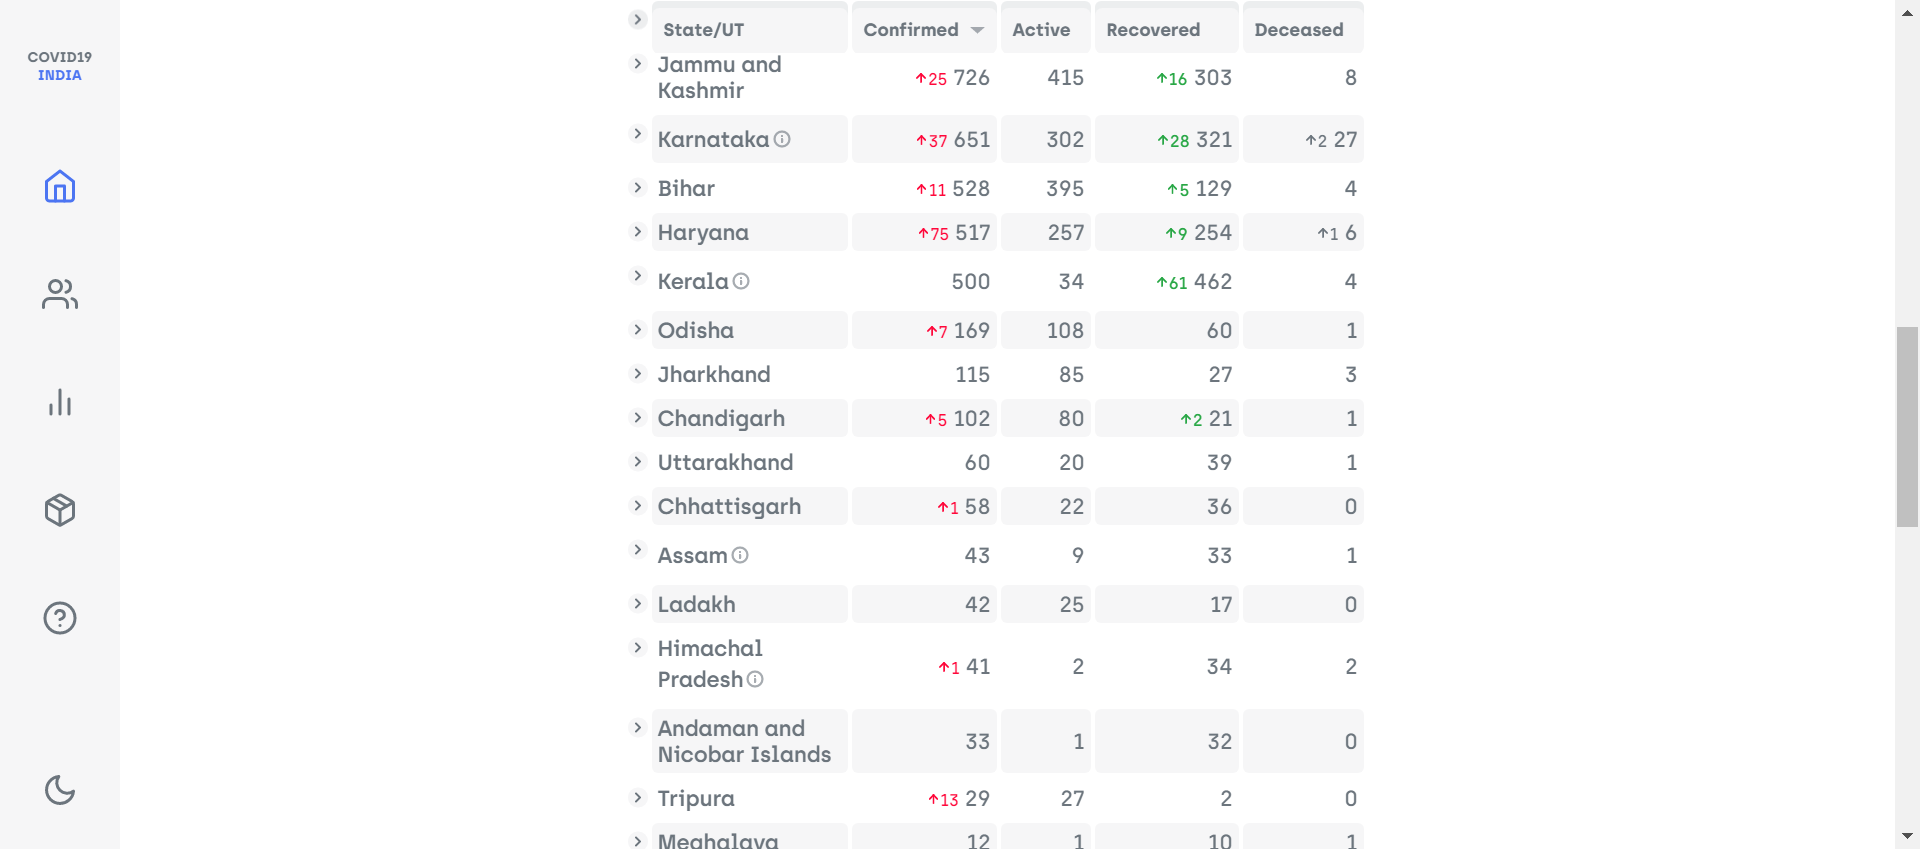 COVID19
INDIA
State/UT Confirmed Active Recovered Deceased
Jammu and
Kashmir ↑25 726 415 ↑16 303 8
Karnataka ↑37 651 302 ↑28 321 ↑2 27
Bihar ↑11 528 395 ↑5 129 4
Haryana ↑75 517 257 ↑9 254 ↑1 6
Kerala 500 34 ↑61 462 4
Odisha ↑7 169 108 60 1
Jharkhand 115 85 27 3
Chandigarh ↑5 102 80 ↑2 21 1
Uttarakhand 60 20 39 1
Chhattisgarh ↑1 58 22 36 0
Assam 43 9 33 1
Ladakh 42 25 17 0
Himachal
Pradesh ↑1 41 2 34 2
Andaman and
Nicobar Islands 33 1 32 0
Tripura ↑13 29 27 2 0
Meghalaya 12 1 10 1